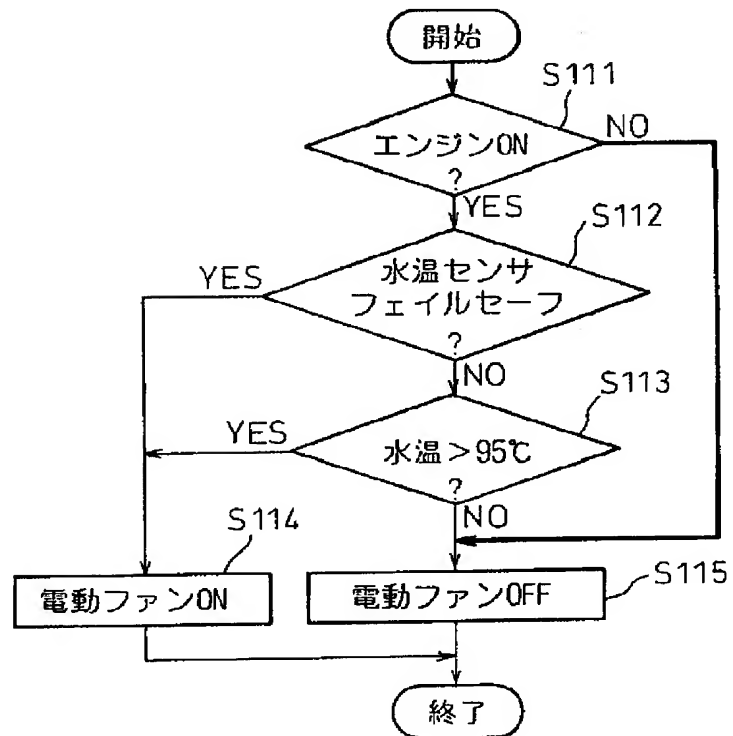 開始
S111
エンジンON
?
NO
YES
S112
水温センサ
フェイルセーフ
?
YES
NO
S113
水温>95℃
?
YES
NO
S114
電動ファンON
S115
電動ファンOFF
終了